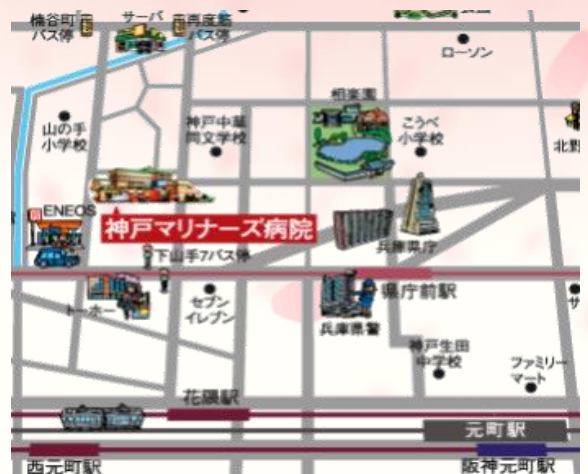 楠谷町
バス停
サーバ
再度筋
バス停
ローソン
相楽園
山の手
小学校
神戸中華
同文学校
こうべ
小学校
北野
ENEOS
神戸マリナーズ病院
兵庫県庁
下山手7バス停
県庁前駅
トーホー
セブン
イレブン
サ
兵庫県警
神戸生田
中学校
ファミリー
マート
花隈駅
元町駅
西元町駅
阪神元町駅